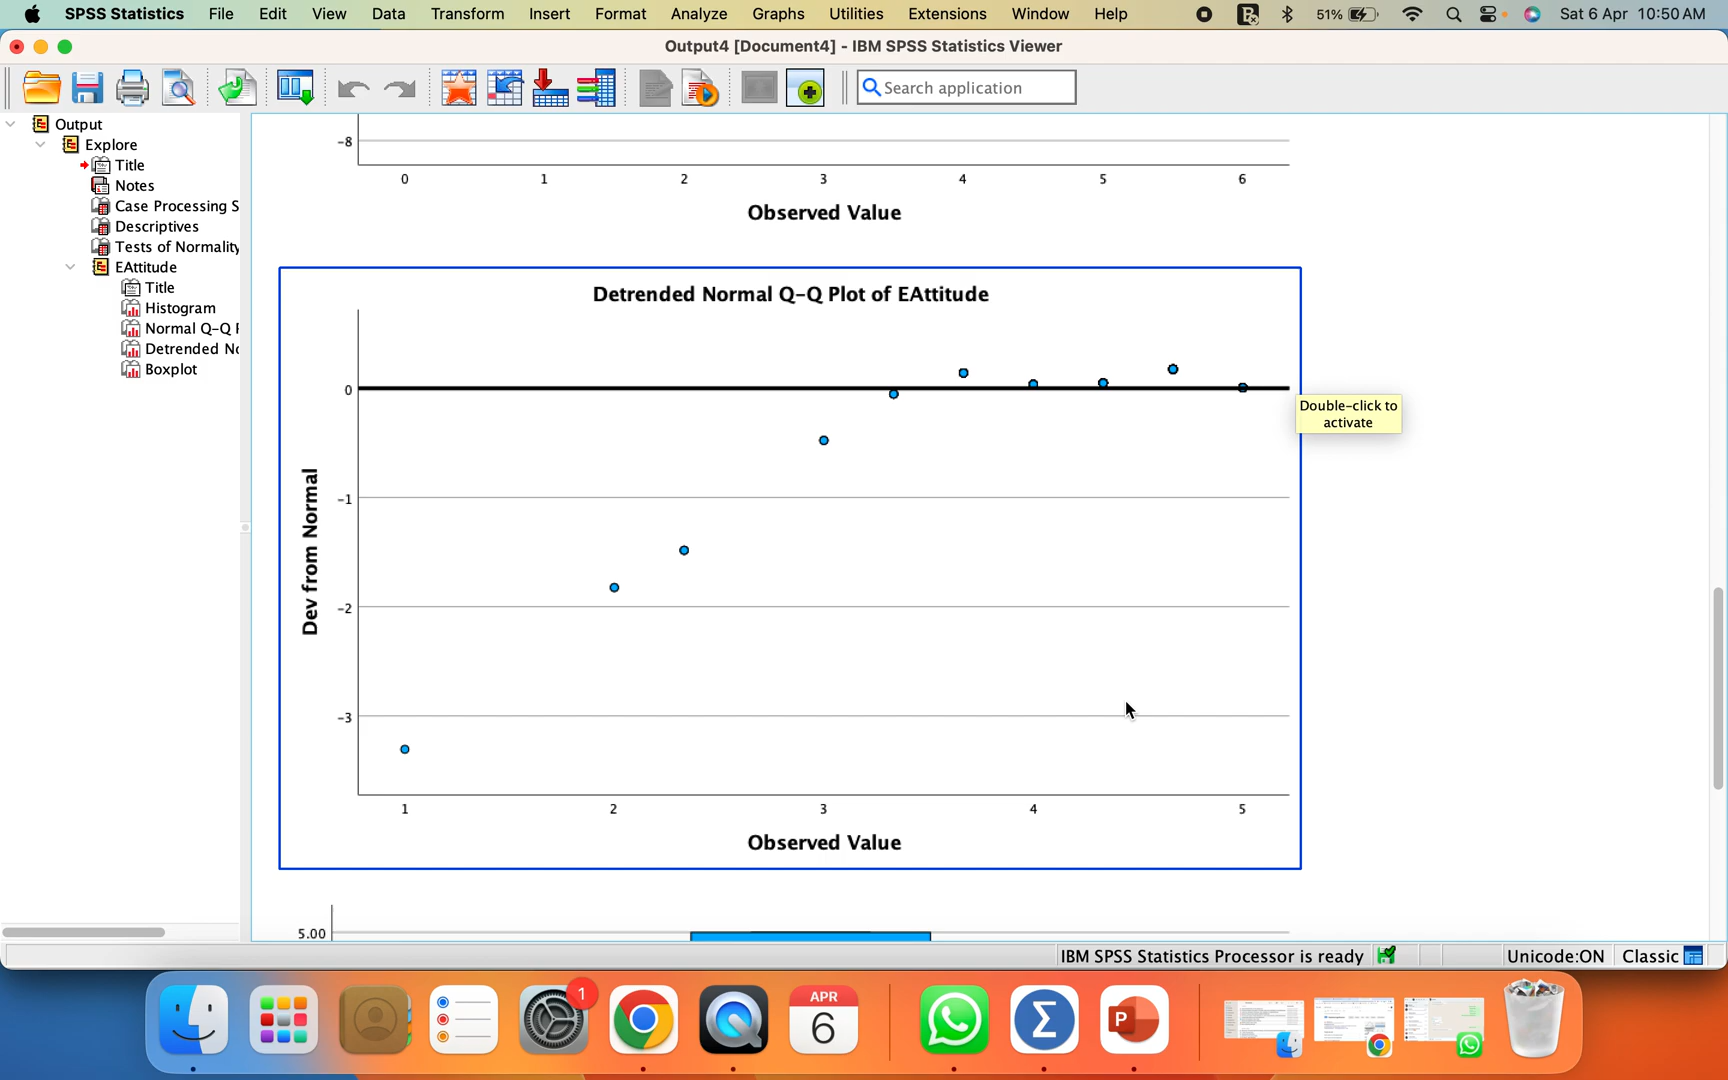 SPSS Statistics File Edit View Data Transform Insert Format Analyze Graphs Utilities Extensions Window Help 51% Sat 6 Apr 10:50 AM
Output4 [Document4] - IBM SPSS Statistics Viewer
Search application
Output
Explore
Title
Notes
Case Processing S
Descriptives
Tests of Normality
EAttitude
Title
Histogram
Normal Q-Q
Detrended
Boxplot
-8
0 1 2 3 4 5 6
Observed Value
Detrended Normal Q-Q Plot of EAttitude
0
-1
-2
-3
Dev from Normal
1 2 3 4 5
Observed Value
Double-click to
activate
5.00
IBM SPSS Statistics Processor is ready Unicode:ON Classic
1
APR
6
Σ
P